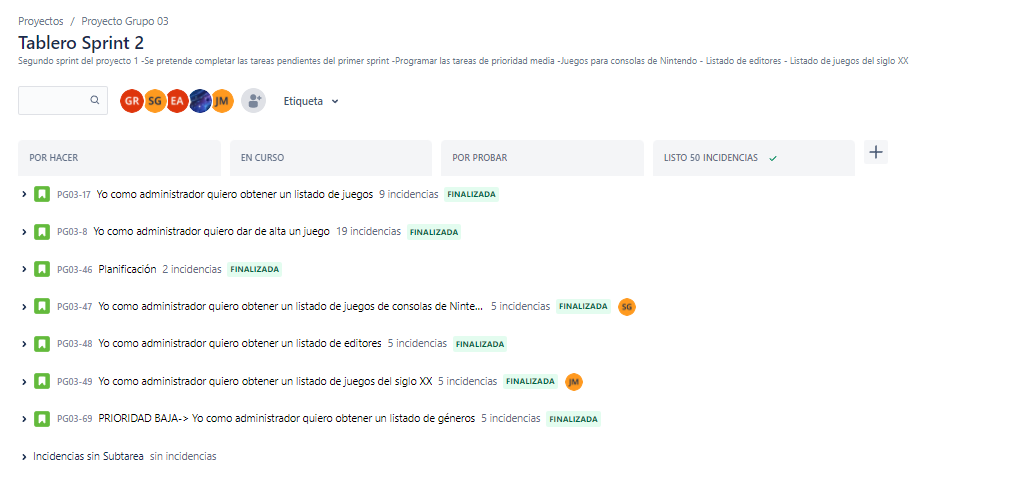 Proyectos / Proyecto Grupo 03
Tablero Sprint 2
Segundo sprint del proyecto 1 -Se pretende completar las tareas pendientes del primer sprint -Programar las tareas de prioridad media -Juegos para consolas de Nintendo - Listado de editores - Listado de juegos del siglo XX
GR SG EA JM Etiqueta
POR HACER EN CURSO POR PROBAR LISTO 50 INCIDENCIAS
PG03-17 Yo como administrador quiero obtener un listado de juegos 9 incidencias FINALIZADA
PG03-8 Yo como administrador quiero dar de alta un juego 19 incidencias FINALIZADA
PG03-46 Planificación 2 incidencias FINALIZADA
PG03-47 Yo como administrador quiero obtener un listado de juegos de consolas de Ninte... 5 incidencias FINALIZADA SG
PG03-48 Yo como administrador quiero obtener un listado de editores 5 incidencias FINALIZADA
PG03-49 Yo como administrador quiero obtener un listado de juegos del siglo XX 5 incidencias FINALIZADA JM
PG03-69 PRIORIDAD BAJA-> Yo como administrador quiero obtener un listado de géneros 5 incidencias FINALIZADA
Incidencias sin Subtarea sin incidencias